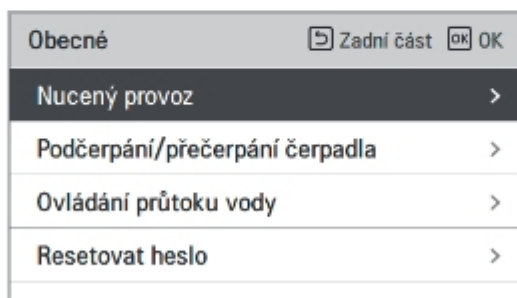 Obecné Zadní část OK OK
Nucený provoz
Podčerpání/přečerpání čerpadla
Ovládání průtoku vody
Resetovat heslo